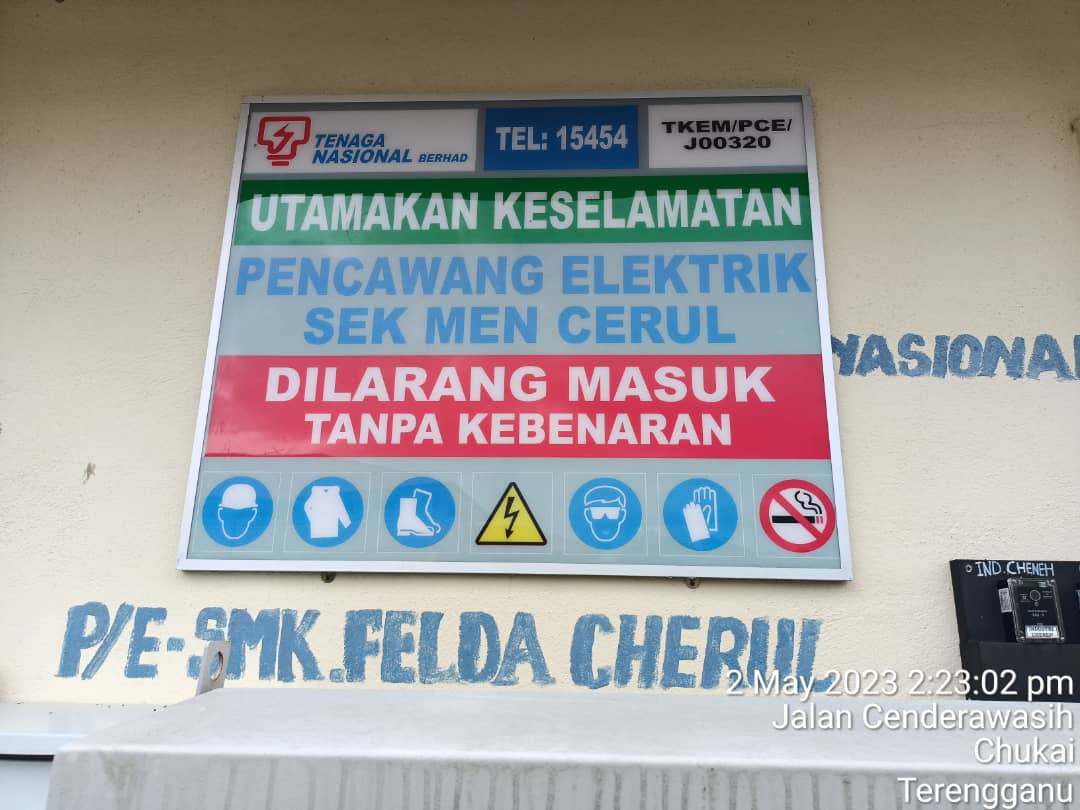 TENAGA
NASIONAL BERHAD
TEL: 15454
TKEM/PCE/
J00320
UTAMAKAN KESELAMATAN
PENCAWANG ELEKTRIK
SEK MEN CERUL
DILARANG MASUK
TANPA KEBENARAN
NASIONAL
IND.CHENEH
P/E-SMK.FELDA CHERUL
2 May 2023 2:23:02 pm
Jalan Cenderawasih
Chukai
Terengganu